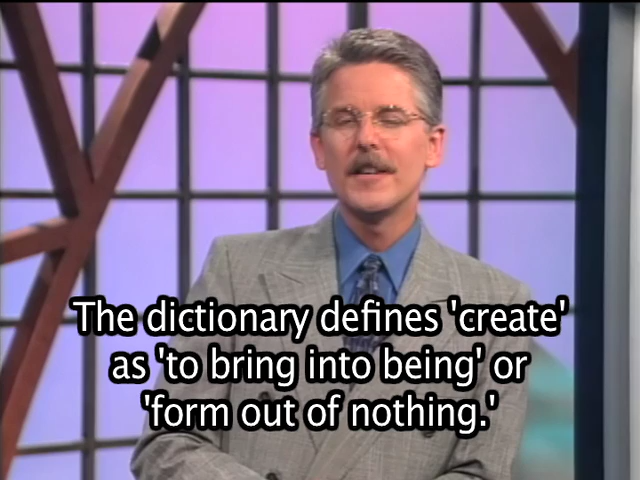 The dictionary defines 'create'
as 'to bring into being' or
'form out of nothing.'